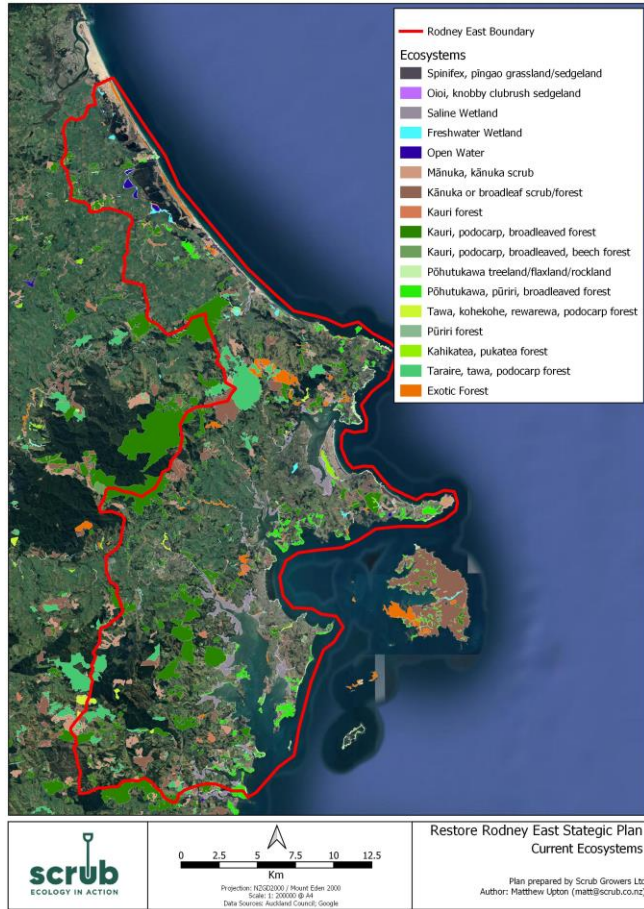 Rodney East Boundary
Ecosystems
Spinifex, pīngao grassland/sedgeland
Oioi, knobby clubrush sedgeland
Saline Wetland
Freshwater Wetland
Open Water
Mānuka, kānuka scrub
Kānuka or broadleaf scrub/forest
Kauri forest
Kauri, podocarp, broadleaved forest
Kauri, podocarp, broadleaved, beech forest
Pōhutukawa treeland/flaxland/rockland
Pōhutukawa, pūriri, broadleaved forest
Tawa, kohekohe, rewarewa, podocarp forest
Pūriri forest
Kahikatea, pukatea forest
Taraire, tawa, podocarp forest
Exotic Forest
scrub
ECOLOGY IN ACTION
0 2.5 5 7.5 10 12.5
Km
Projection: NZGD2000 / Mount Eden 2000
Scale: 1: 200000 @ A4
Data Sources: Auckland Council; Google
Restore Rodney East Stategic Plan
Current Ecosystems
Plan prepared by Scrub Growers Ltd
Author: Matthew Upton (matt@scrub.co.nz)